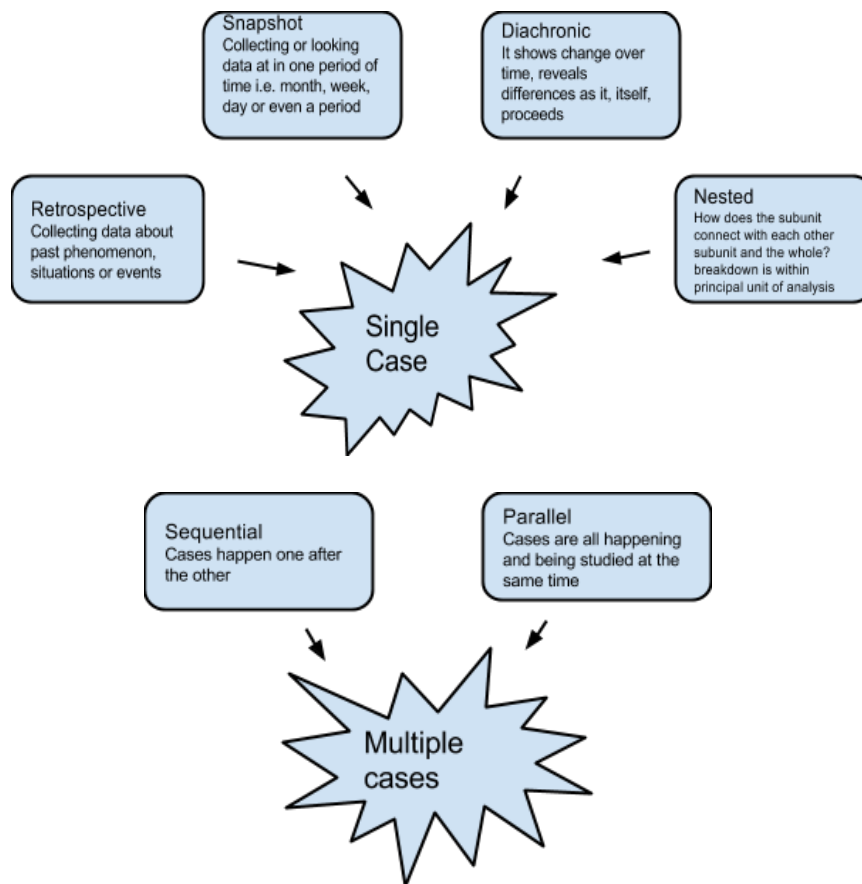 Snapshot
Collecting or looking
data at in one period of
time i.e. month, week,
day or even a period
Diachronic
It shows change over
time, reveals
differences as it, itself,
proceeds
Retrospective
Collecting data about
past phenomenon,
situations or events
Nested
How does the subunit
connect with each other
subunit and the whole?
breakdown is within
principal unit of analysis
Single
Case
Sequential
Cases happen one after
the other
Parallel
Cases are all happening
and being studied at the
same time
Multiple
cases